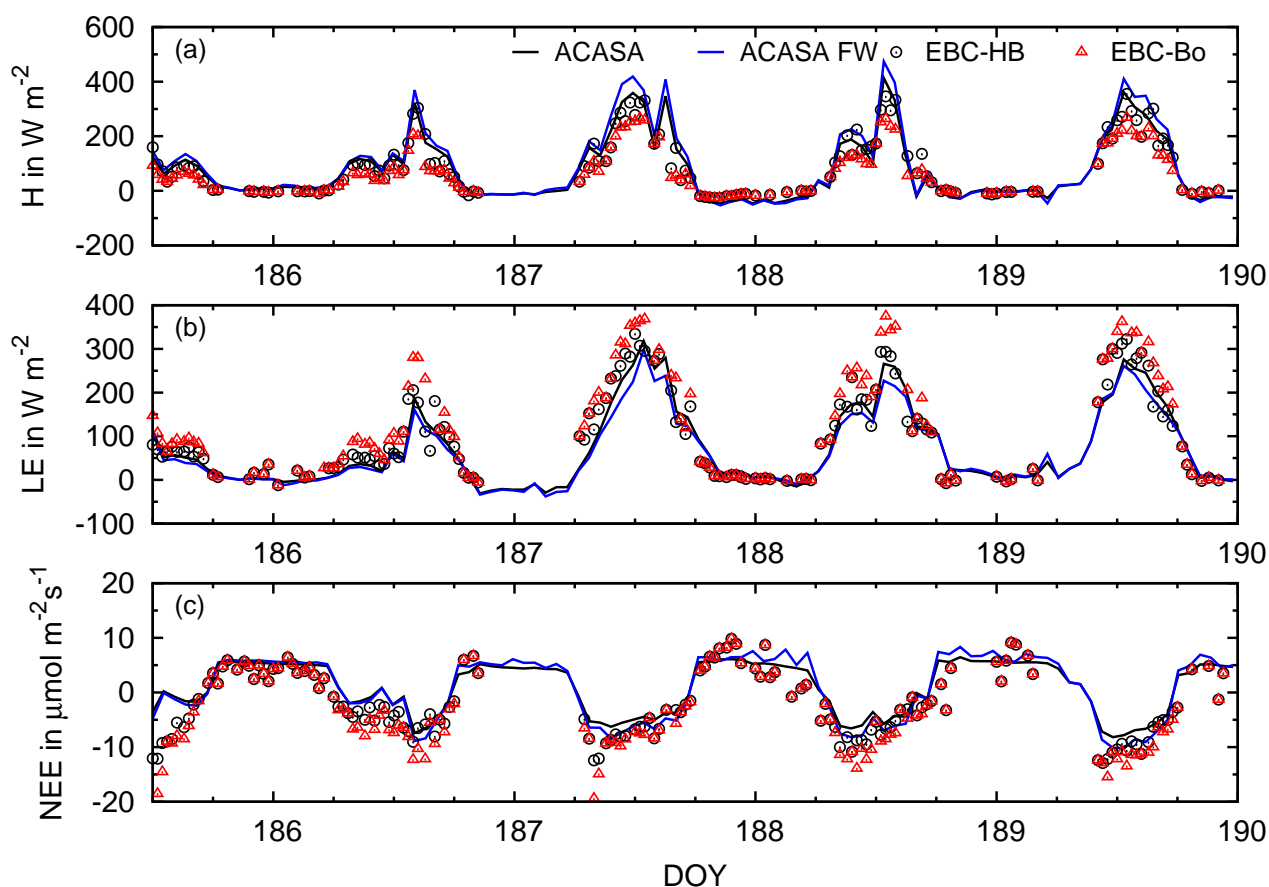 600
400
200
0
-200
H in W m-2
(a)
ACASA
ACASA FW
EBC-HB
EBC-Bo
186
187
188
189
190
400
300
200
100
0
-100
LE in W m-2
(b)
186
187
188
189
190
20
10
0
-10
-20
NEE in μmol m-2s-1
(c)
186
187
188
189
190
DOY